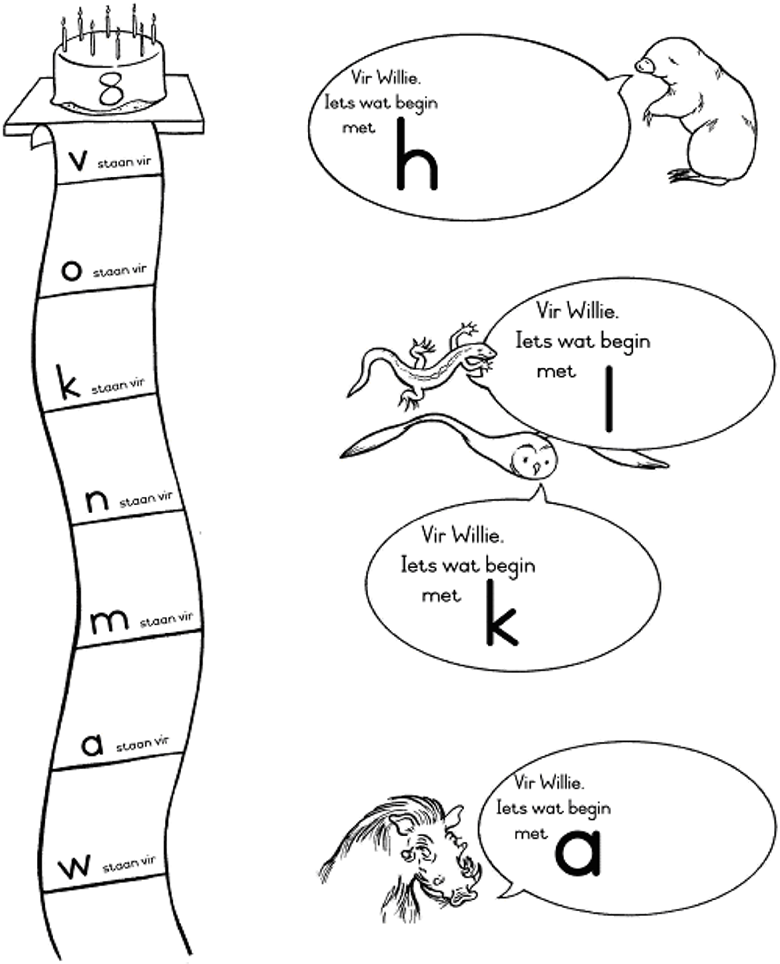 8
v staan vir
o staan vir
k staan vir
n staan vir
m staan vir
a staan vir
w staan vir
Vir Willie.
Iets wat begin
met h
Vir Willie.
Iets wat begin
met l
Vir Willie.
Iets wat begin
met k
Vir Willie.
Iets wat begin
met a